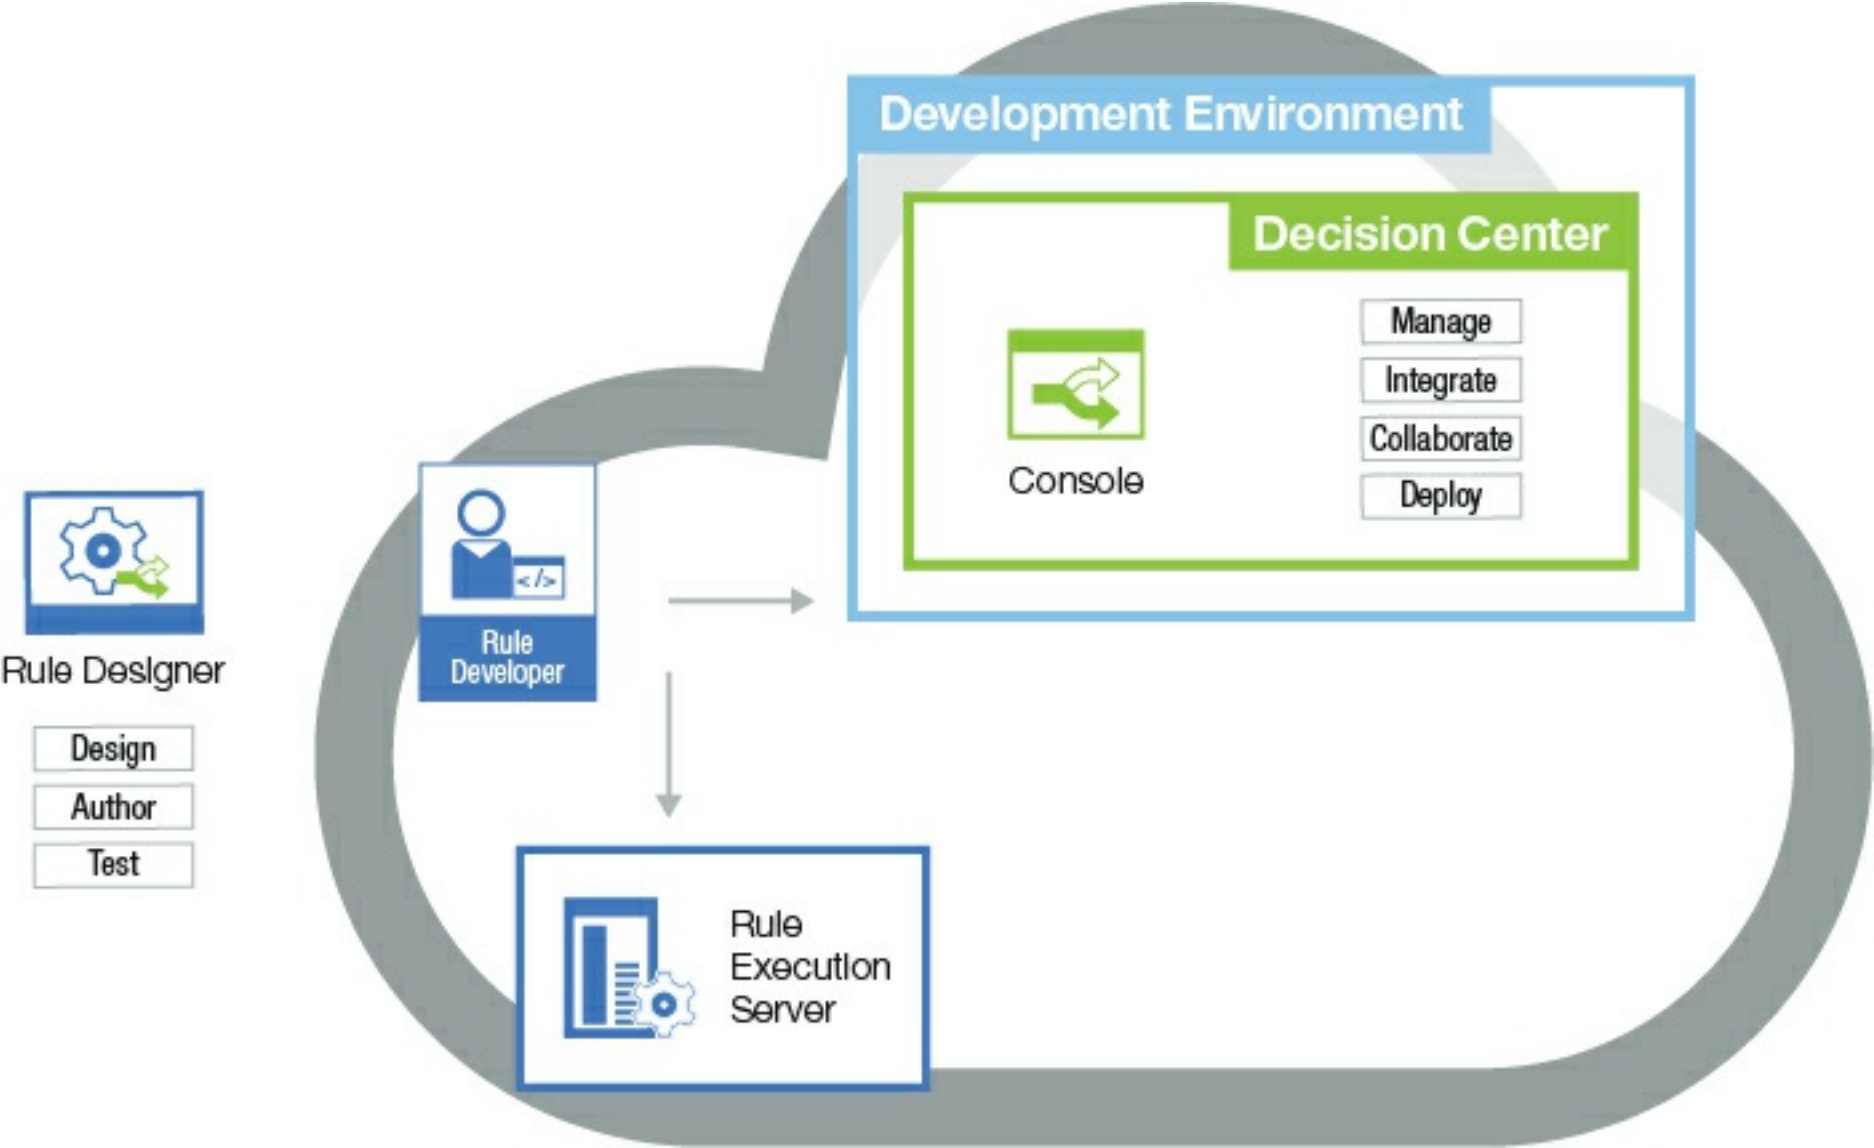 Development Environment
Decision Center
Manage
Integrate
Collaborate
Deploy
Console
</>
Rule
Developer
Rule Designer
Design
Author
Test
Rule
Execution
Server